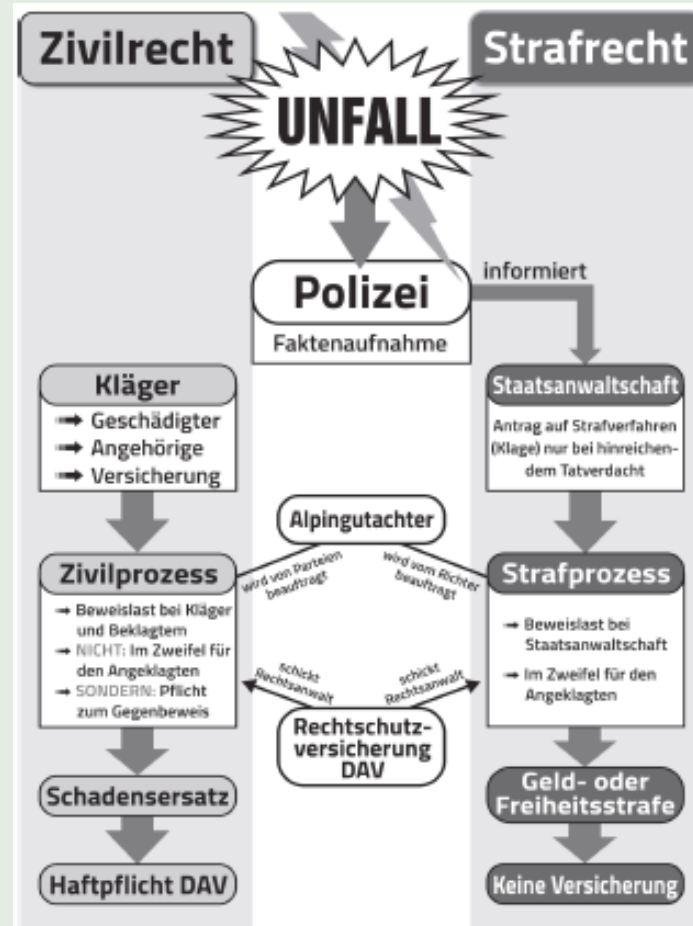 Zivilrecht
Strafrecht
UNFALL
Polizei
Faktenaufnahme
informiert
Kläger
➟ Geschädigter
➟ Angehörige
➟ Versicherung
Staatsanwaltschaft
Antrag auf Strafverfahren
(Klage) nur bei hinreichen-
dem Tatverdacht
Alpingutachter
wird von Parteien
beauftragt
wird vom Richter
beauftragt
Zivilprozess
→ Beweislast bei Kläger
und Beklagtem
→ NICHT: Im Zweifel für
den Angeklagten
→ SONDERN: Pflicht
zum Gegenbeweis
Strafprozess
→ Beweislast bei
Staatsanwaltschaft
→ Im Zweifel für den
Angeklagten
schickt
Rechtsanwalt
schickt
Rechtsanwalt
Rechtschutz-
versicherung
DAV
Schadensersatz
Geld- oder
Freiheitsstrafe
Haftpflicht DAV
Keine Versicherung